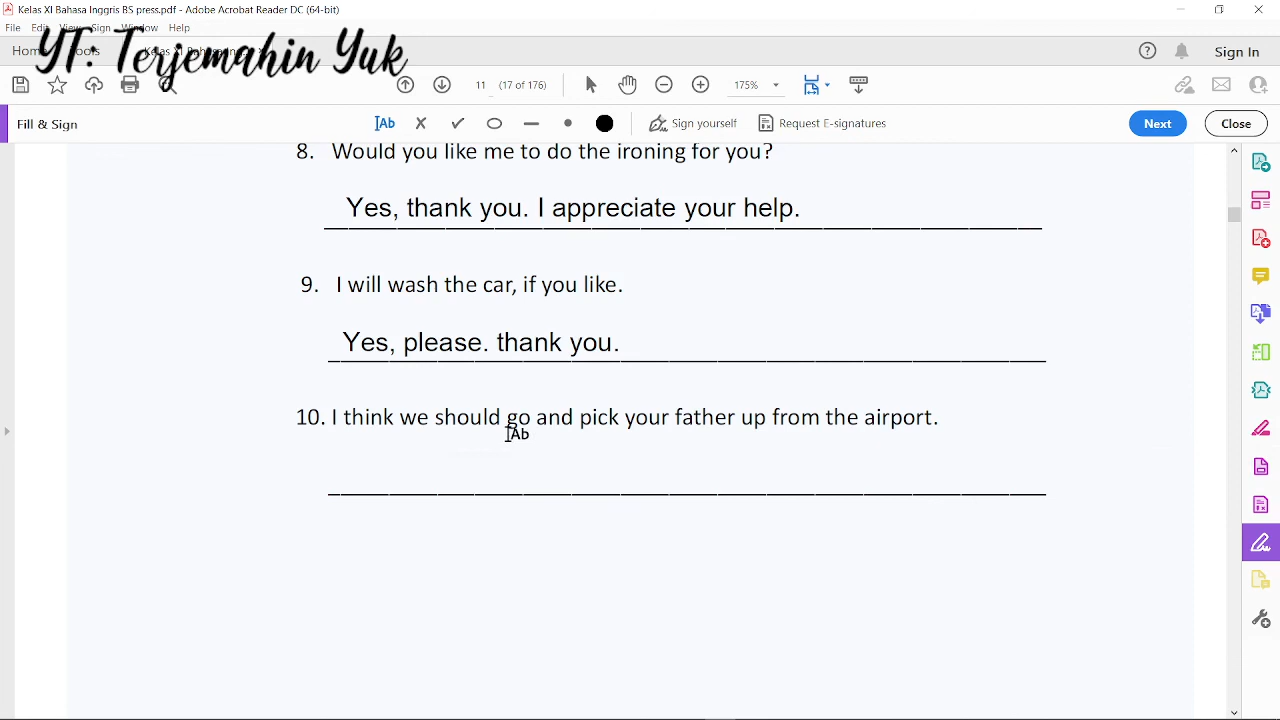 Kelas XI Bahasa Inggris BS press.pdf - Adobe Acrobat Reader DC (64-bit)
File Edit View Sign Window Help
YT: Terjemahin Yuk
Home Tools Sign In
11 (17 of 176) 175%
Fill & Sign Ab Sign yourself Request E-signatures Next Close
8. Would you like me to do the ironing for you?
Yes, thank you. I appreciate your help.
9. I will wash the car, if you like.
Yes, please. thank you.
10. I think we should go and pick your father up from the airport.
Ab